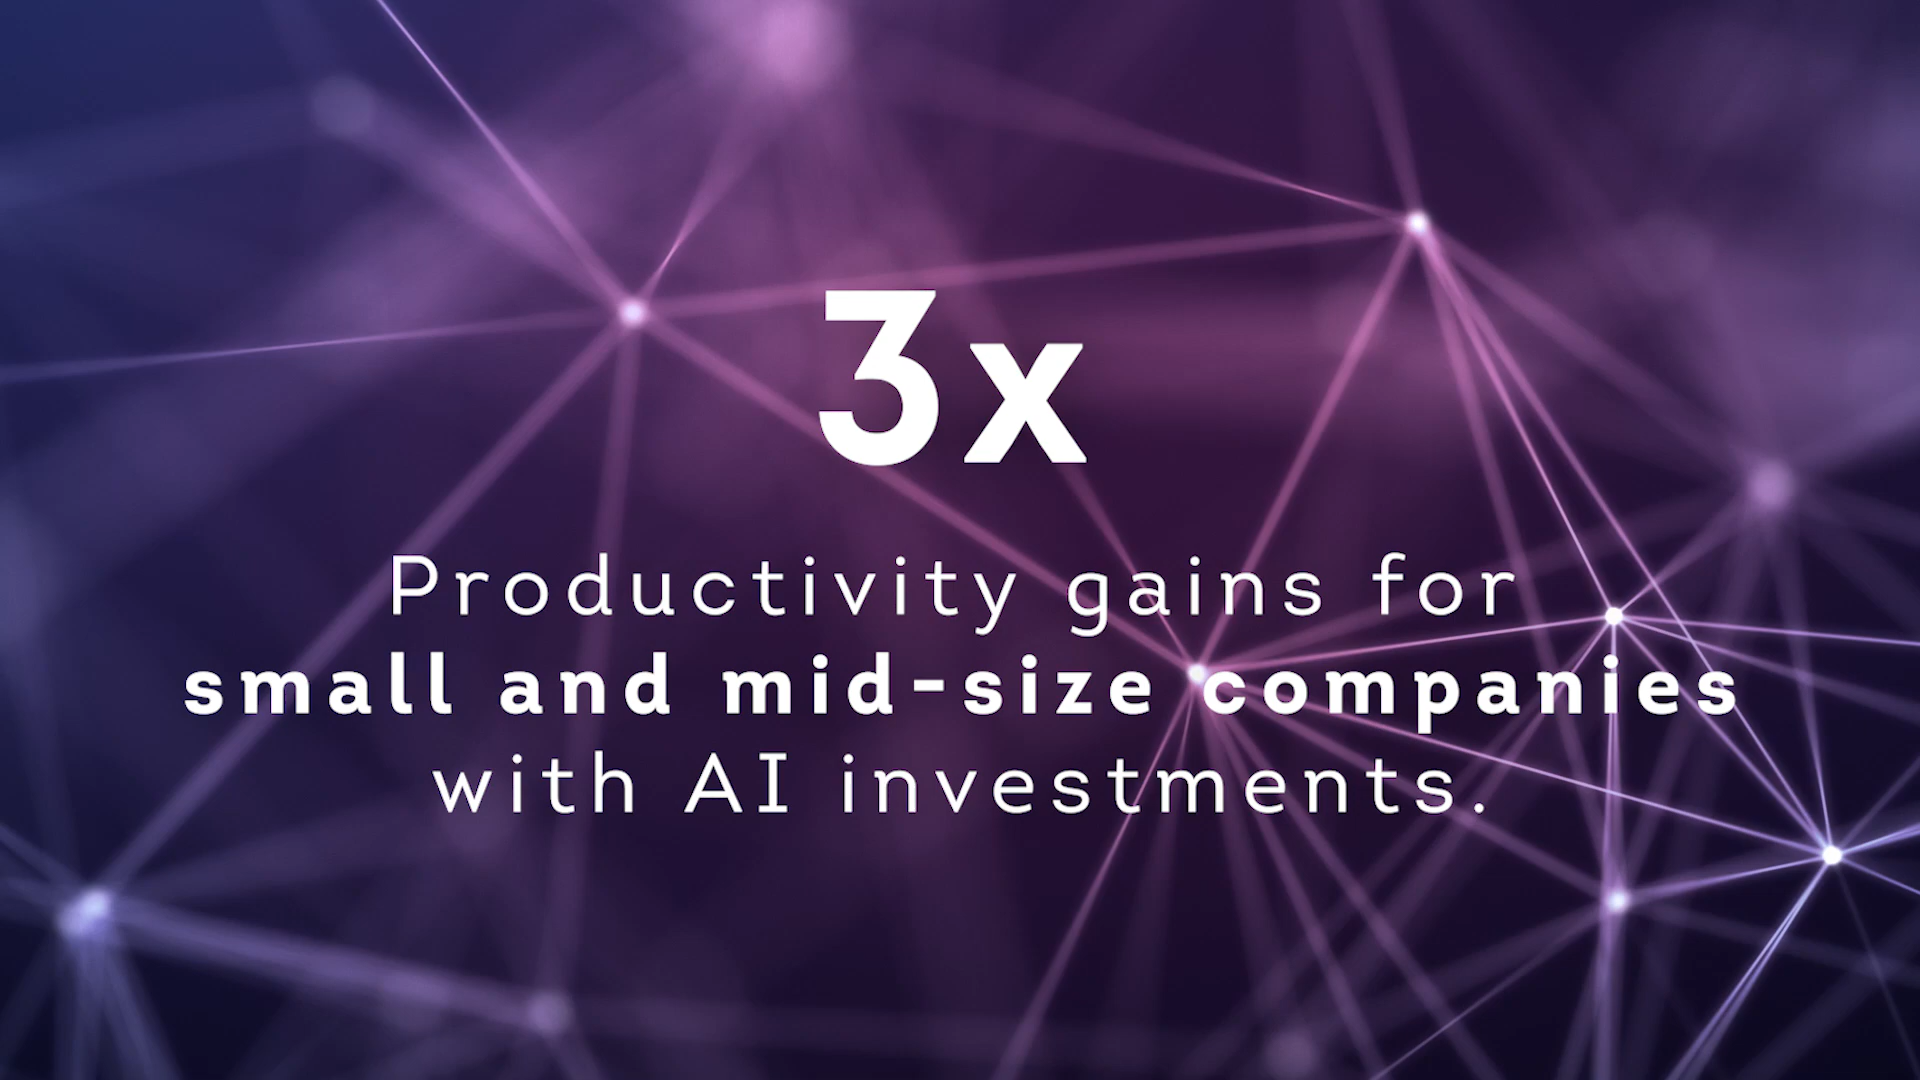 3x
Productivity gains for
small and mid-size companies
with AI investments.